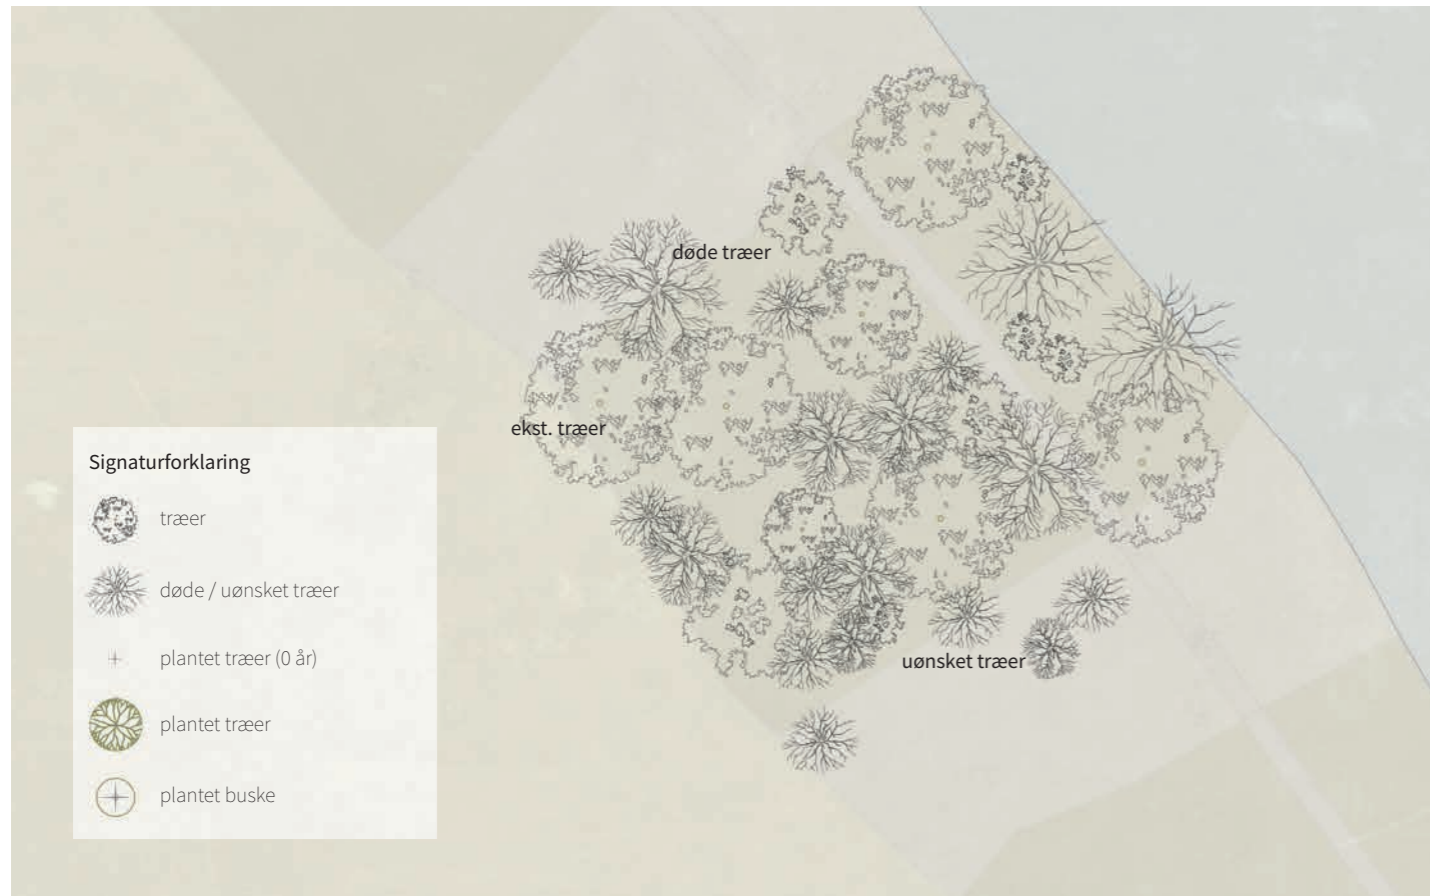 døde træer
ekst. træer
uønsket træer
Signaturforklaring
træer
døde / uønsket træer
plantet træer (0 år)
plantet træer
plantet buske